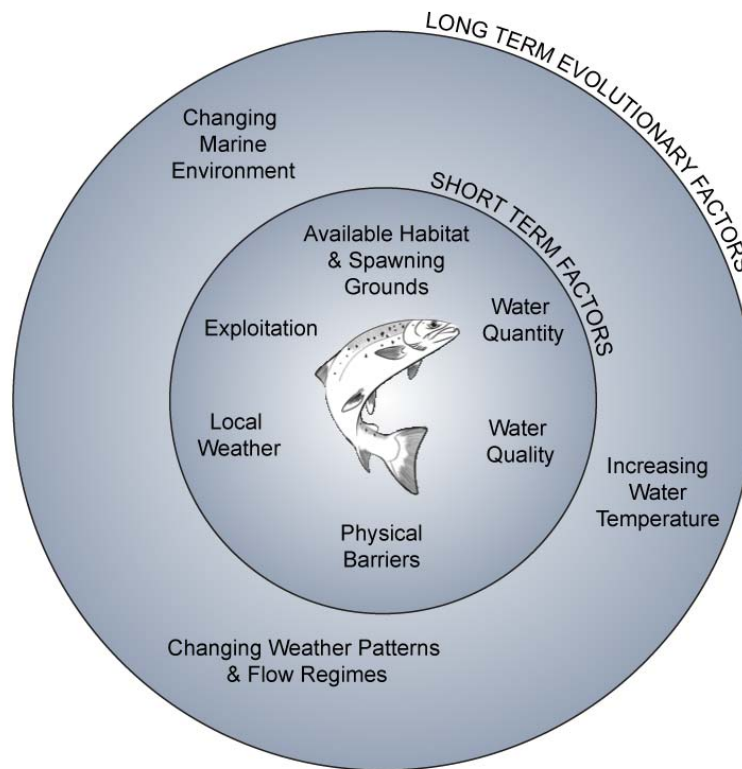 LONG TERM EVOLUTIONARY FACTORS
Changing
Marine
Environment
SHORT TERM FACTORS
Available Habitat
& Spawning
Grounds
Exploitation
Water
Quantity
Local
Weather
Water
Quality
Increasing
Water
Temperature
Physical
Barriers
Changing Weather Patterns
& Flow Regimes